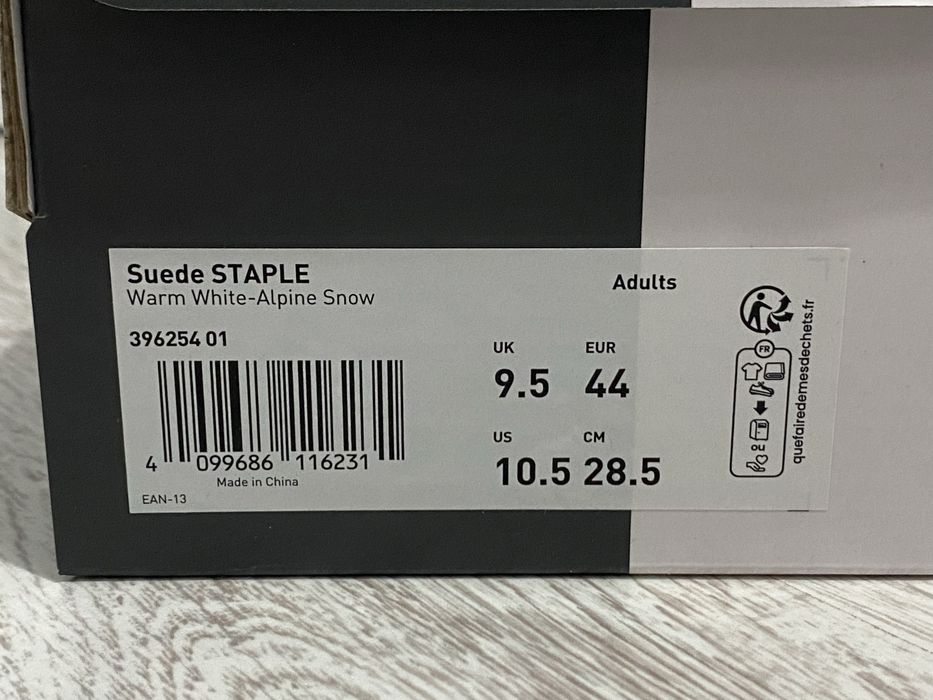 Suede STAPLE
Warm White-Alpine Snow
Adults
396254 01
UK EUR
9.5 44
US CM
10.5 28.5
4 099686 116231
Made in China
EAN-13
FR
OU
quefairedemesdechets.fr